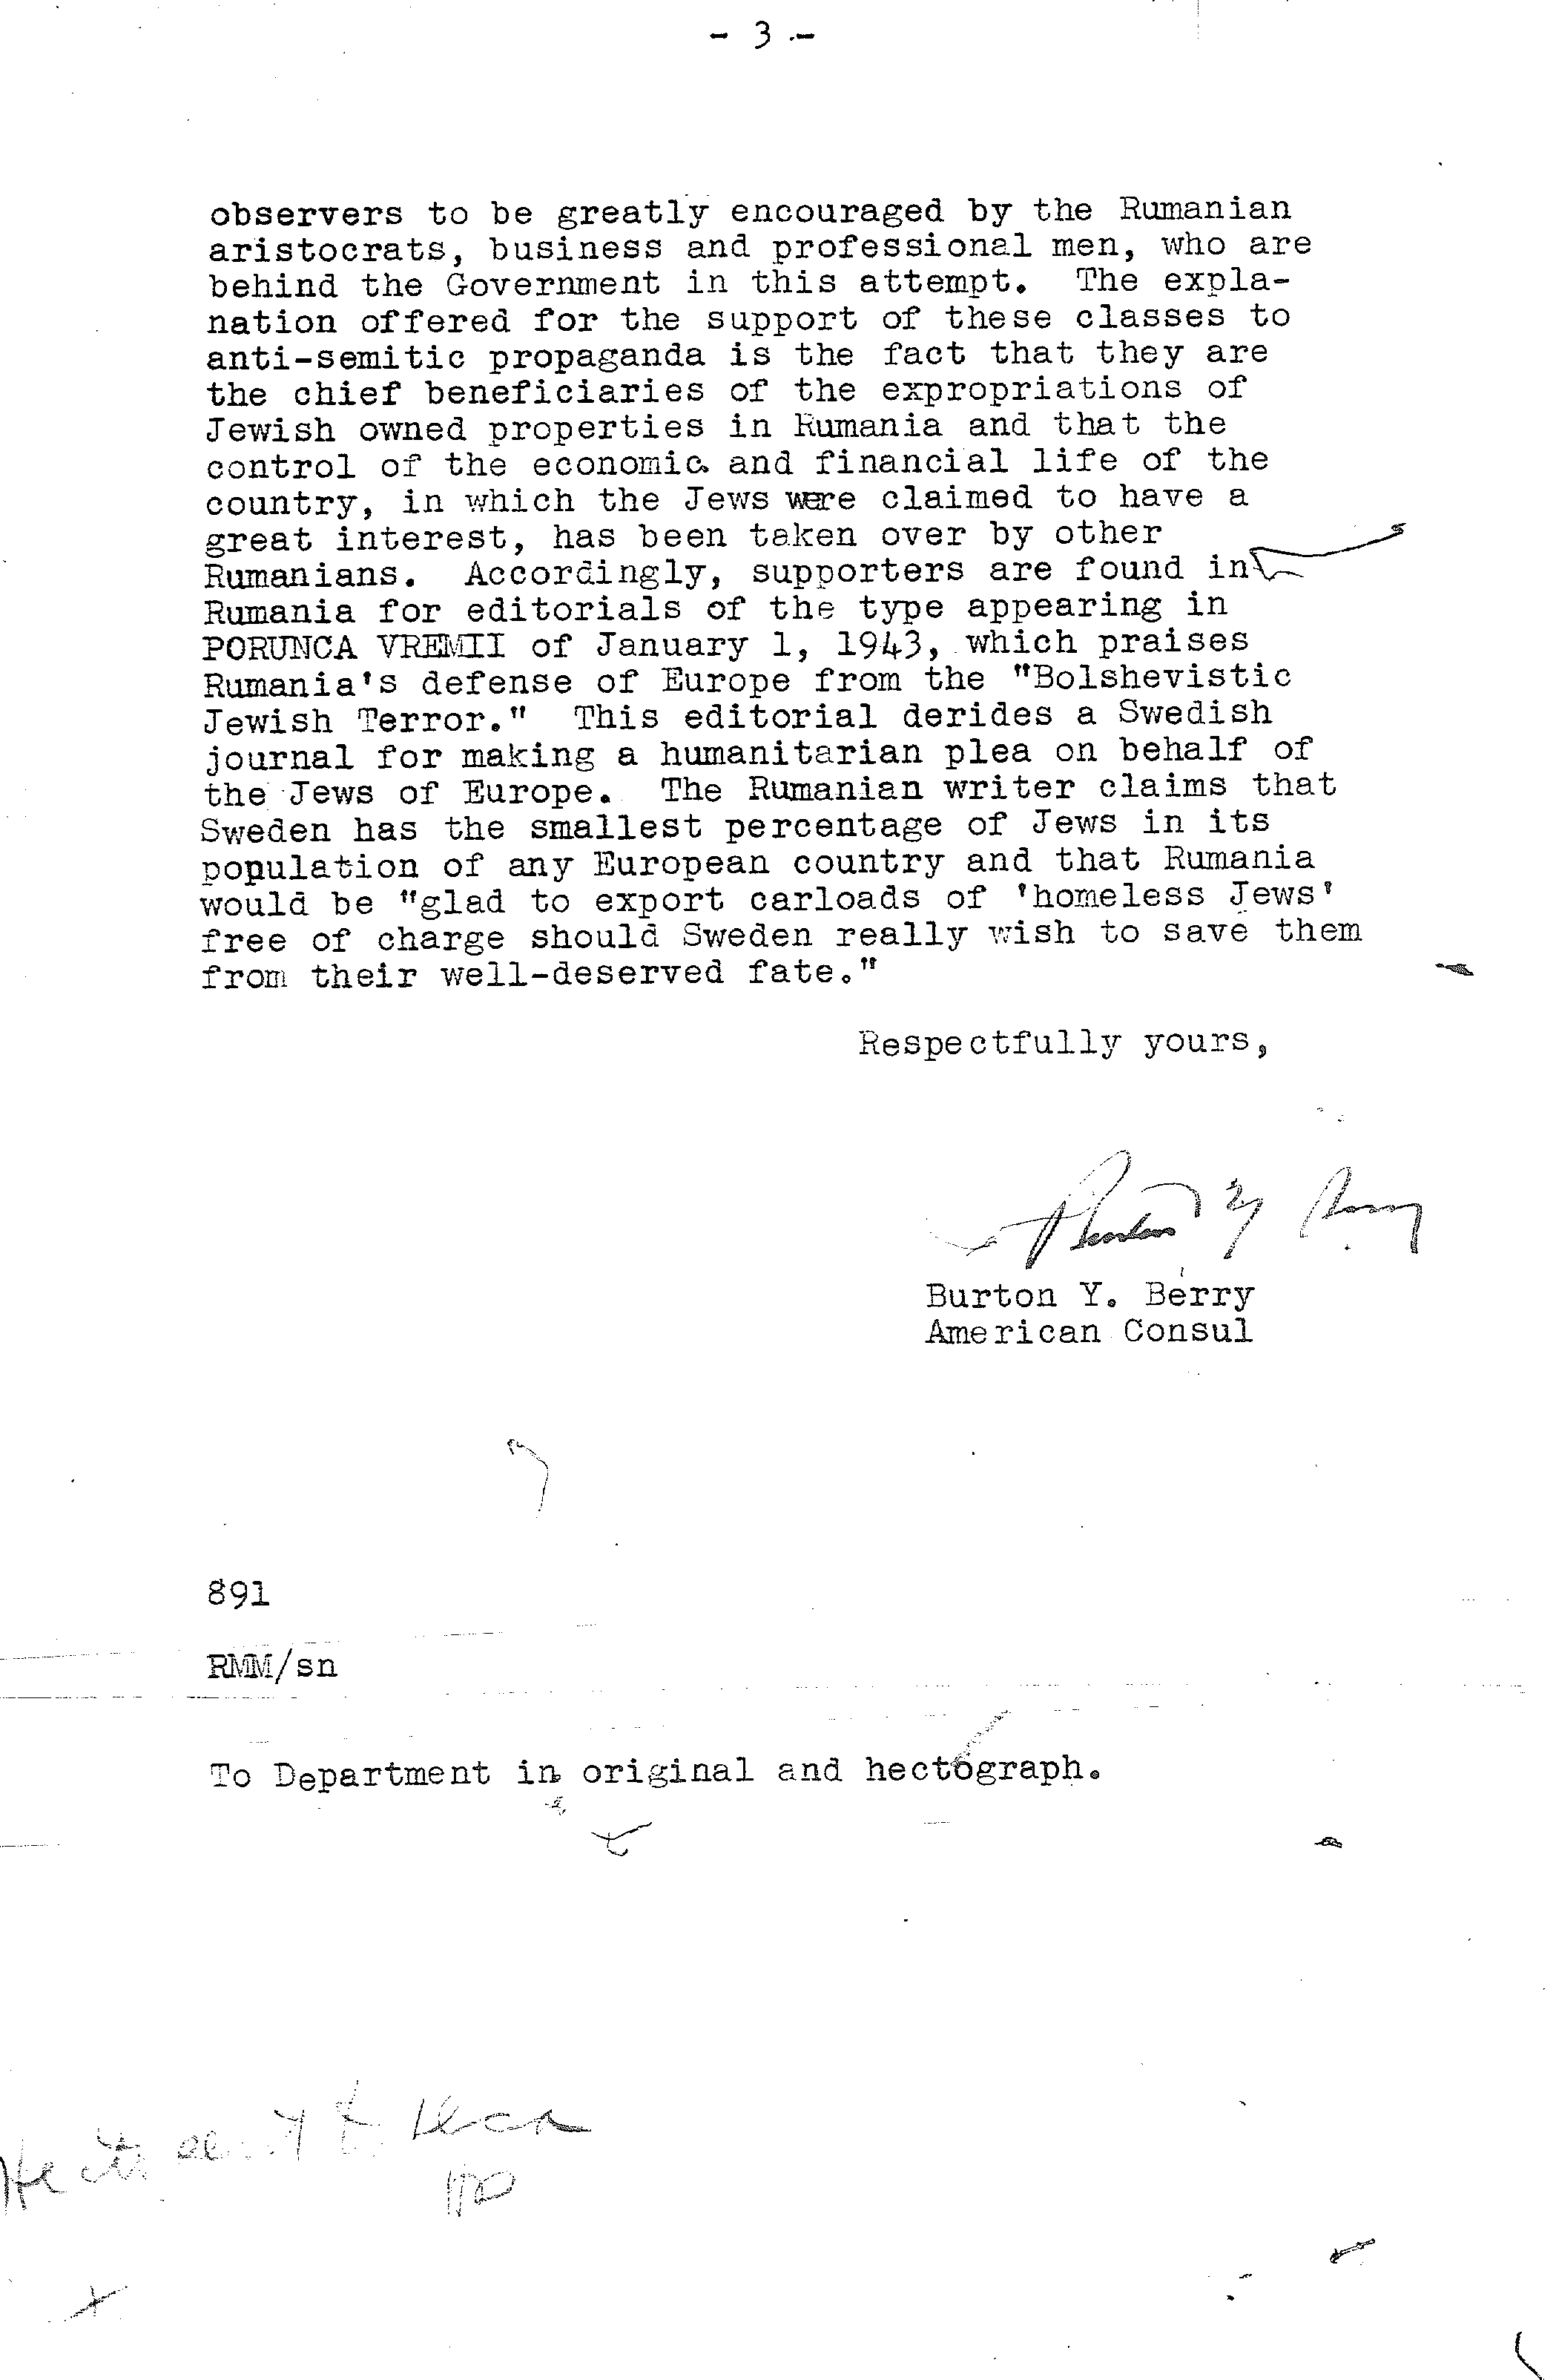 - 3 -
observers to be greatly encouraged by the Rumanian
aristocrats, business and professional men, who are
behind the Government in this attempt. The expla-
nation offered for the support of these classes to
anti-semitic propaganda is the fact that they are
the chief beneficiaries of the expropriations of
Jewish owned properties in Rumania and that the
control of the economic and financial life of the
country, in which the Jews were claimed to have a
great interest, has been taken over by other
Rumanians. Accordingly, supporters are found in
Rumania for editorials of the type appearing in
PORUNCA VREMII of January 1, 1943, which praises
Rumania's defense of Europe from the "Bolshevistic
Jewish Terror." This editorial derides a Swedish
journal for making a humanitarian plea on behalf of
the Jews of Europe. The Rumanian writer claims that
Sweden has the smallest percentage of Jews in its
population of any European country and that Rumania
would be "glad to export carloads of 'homeless Jews'
free of charge should Sweden really wish to save them
from their well-deserved fate."
Respectfully yours,
Burton Y. Berry
Burton Y. Berry
American Consul
891
RMM/sn
To Department in original and hectograph.